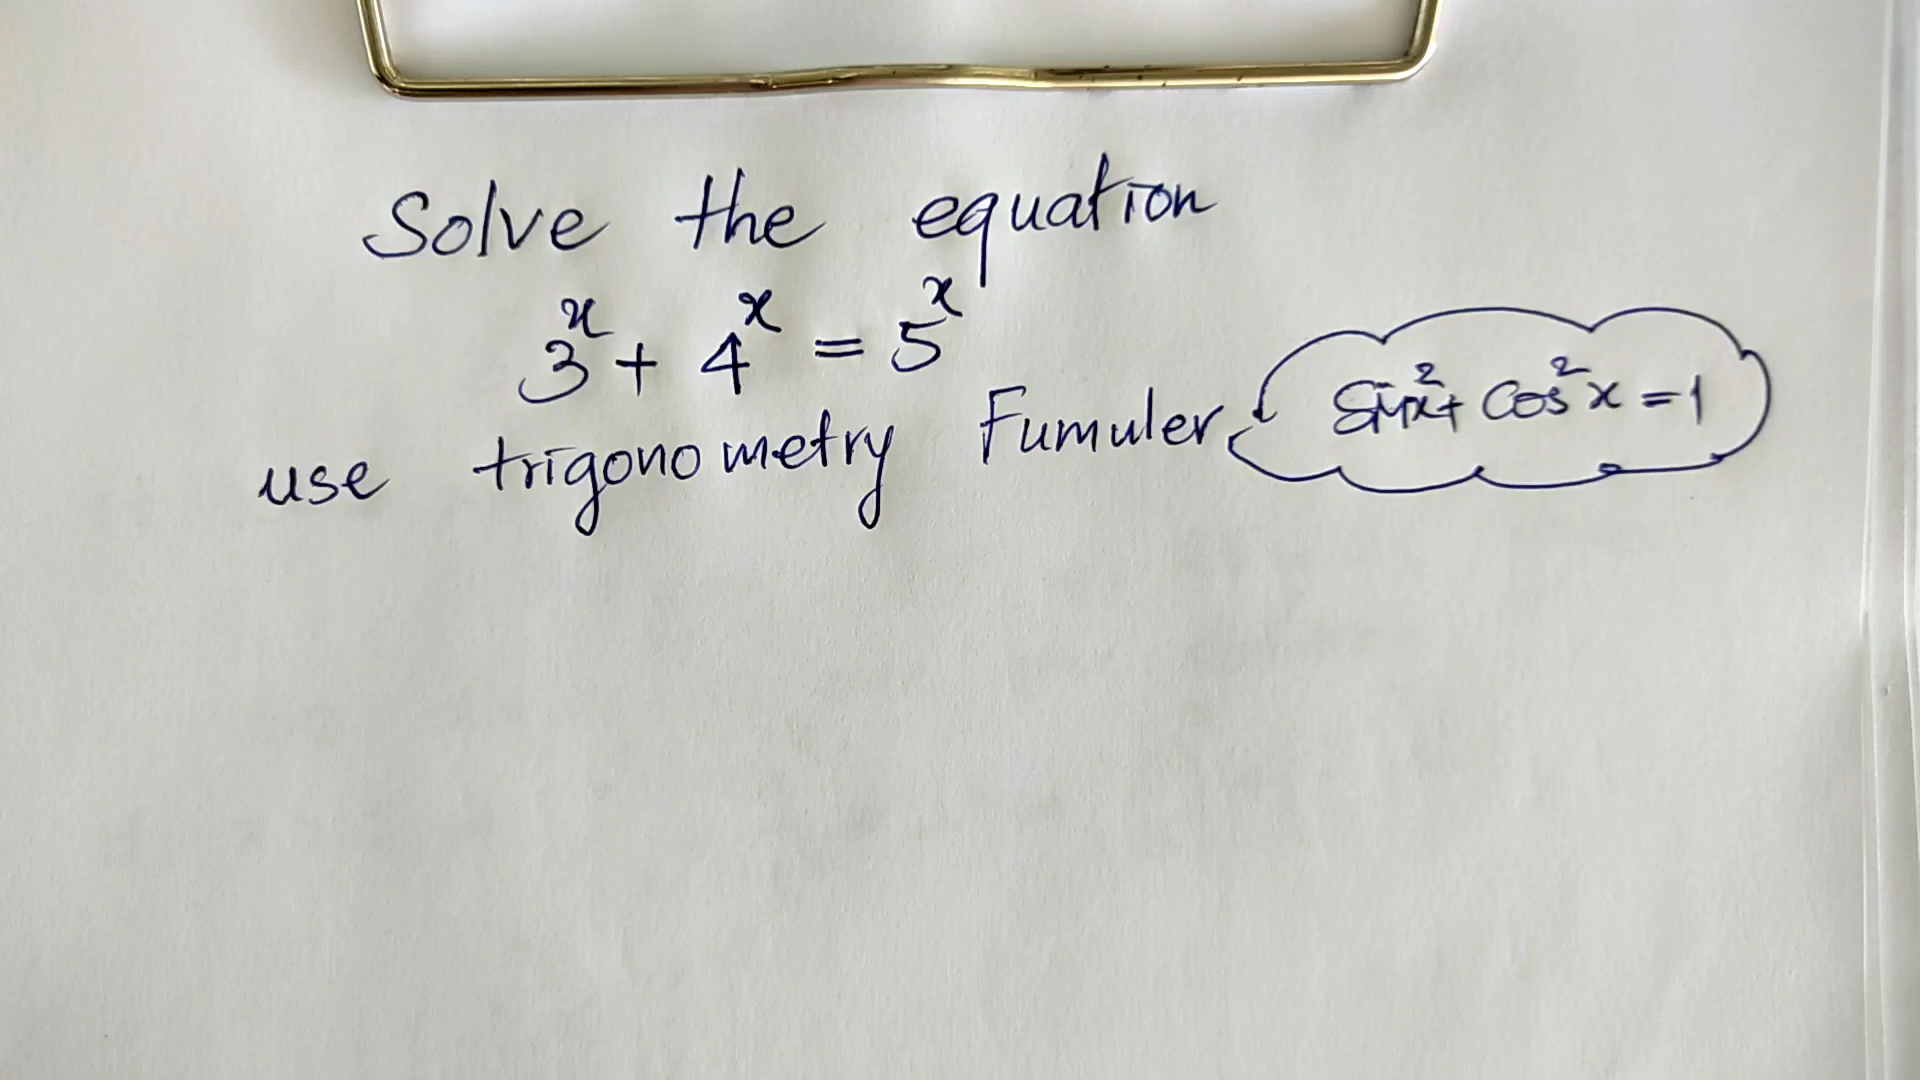 Solve the equation
3^x + 4^x = 5^x
use trigonometry Fumuler
Sin²x + Cos²x = 1